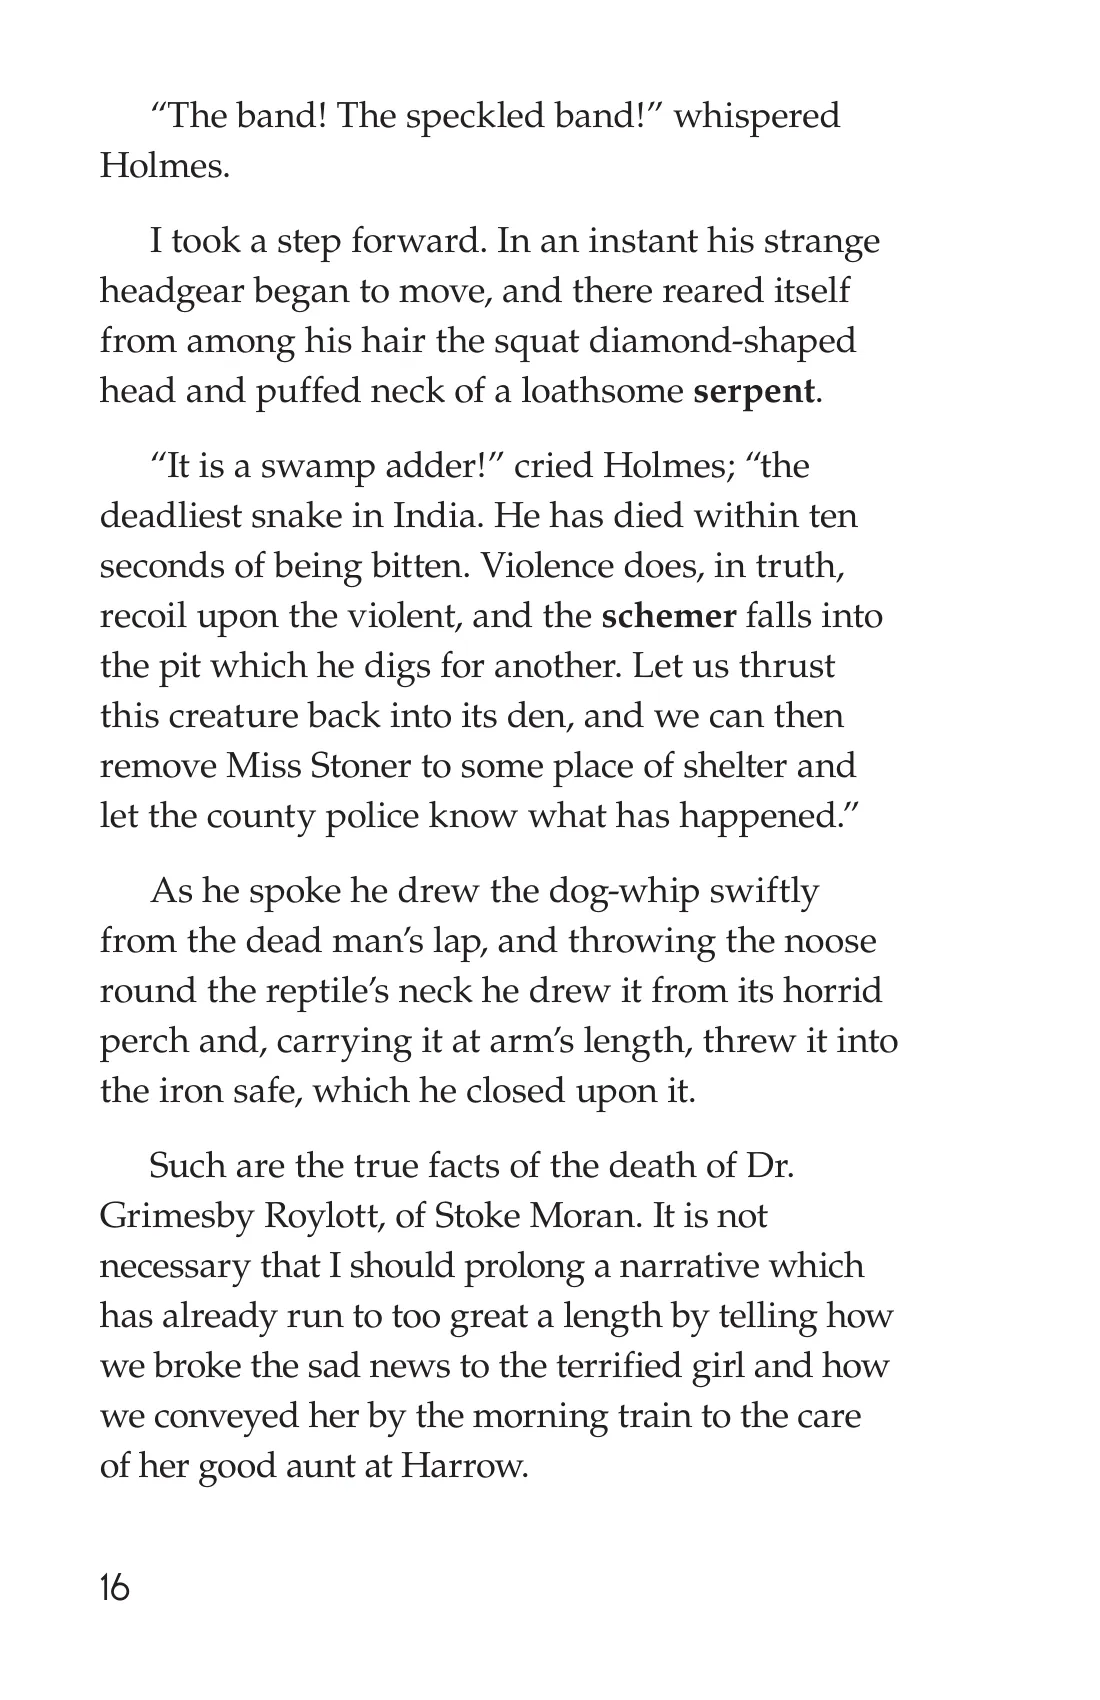 “The band! The speckled band!” whispered
Holmes.
I took a step forward. In an instant his strange
headgear began to move, and there reared itself
from among his hair the squat diamond-shaped
head and puffed neck of a loathsome serpent.
“It is a swamp adder!” cried Holmes; “the
deadliest snake in India. He has died within ten
seconds of being bitten. Violence does, in truth,
recoil upon the violent, and the schemer falls into
the pit which he digs for another. Let us thrust
this creature back into its den, and we can then
remove Miss Stoner to some place of shelter and
let the county police know what has happened.”
As he spoke he drew the dog-whip swiftly
from the dead man’s lap, and throwing the noose
round the reptile’s neck he drew it from its horrid
perch and, carrying it at arm’s length, threw it into
the iron safe, which he closed upon it.
Such are the true facts of the death of Dr.
Grimesby Roylott, of Stoke Moran. It is not
necessary that I should prolong a narrative which
has already run to too great a length by telling how
we broke the sad news to the terrified girl and how
we conveyed her by the morning train to the care
of her good aunt at Harrow.
16